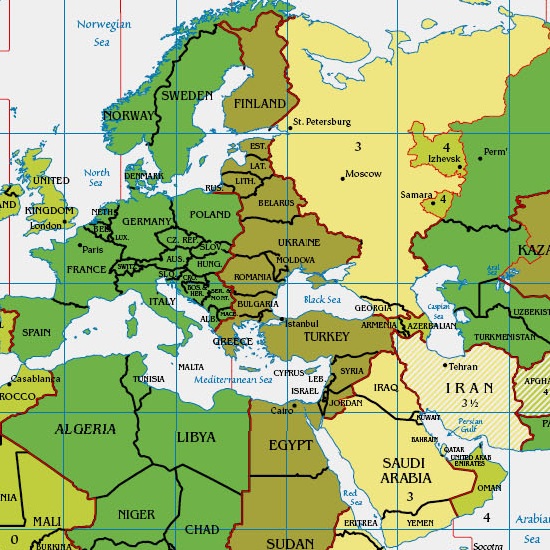 Norwegian
Sea
SWEDEN
FINLAND
NORWAY
St. Petersburg
3
4
Izhevsk
Perm'
EST.
LAT.
LITH.
RUS.
Moscow
Samara
4
North
Sea
DENMARK
UNITED
KINGDOM
London
AND
NETH.
BEL.
LUX.
GERMANY
POLAND
BELARUS
UKRAINE
MOLDOVA
KAZA
Paris
FRANCE
SWITZ.
CZ. REP.
SLOV.
AUS.
HUNG.
SLO.
CRO.
BOS. &
HER.
SER. &
MONT.
ROMANIA
BULGARIA
MACE.
ALB.
ITALY
GREECE
SPAIN
Black Sea
Istanbul
TURKEY
GEORGIA
ARMENIA
AZERBAIJAN
Caspian
Sea
Aral
Sea
UZBEKIST
TURKMENISTAN
MALTA
TUNISIA
Mediterranean Sea
CYPRUS
LEB.
ISRAEL
SYRIA
JORDAN
IRAQ
Tehran
IRAN
3 ½
AFGHA
4
PA
Casablanca
ROCCO
ALGERIA
LIBYA
Cairo
EGYPT
KUWAIT
Persian
Gulf
BAHRAIN
QATAR
UNITED ARAB
EMIRATES
SAUDI
ARABIA
3
OMAN
4
Red
Sea
NIA
MALI
0
BURKINA
NIGER
CHAD
SUDAN
ERITREA
YEMEN
Arabian
Sea
Socotra